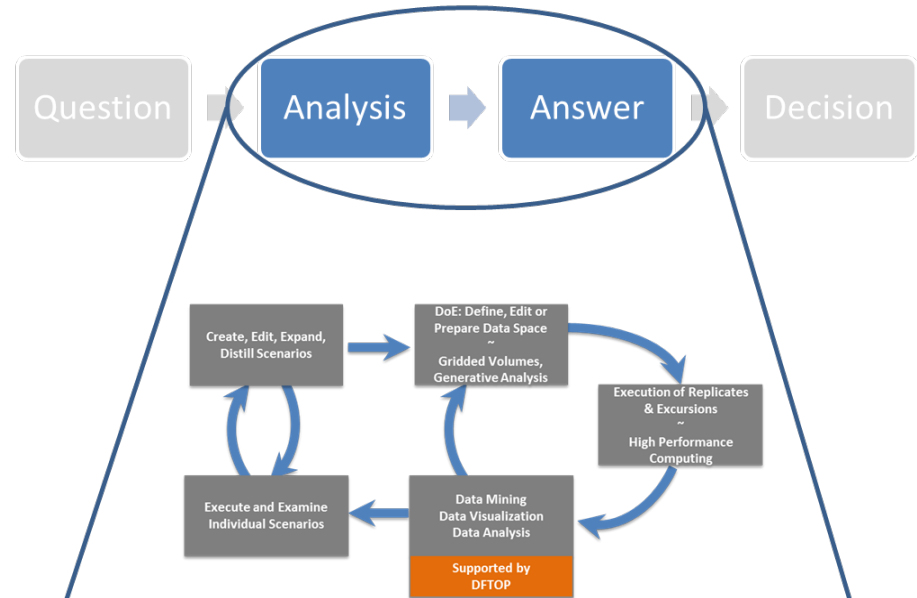 Question
Analysis
Answer
Decision
Create, Edit, Expand,
Distill Scenarios
DoE: Define, Edit or
Prepare Data Space
~
Gridded Volumes,
Generative Analysis
Execution of Replicates
& Excursions
~
High Performance
Computing
Execute and Examine
Individual Scenarios
Data Mining
Data Visualization
Data Analysis
Supported by
DFTOP